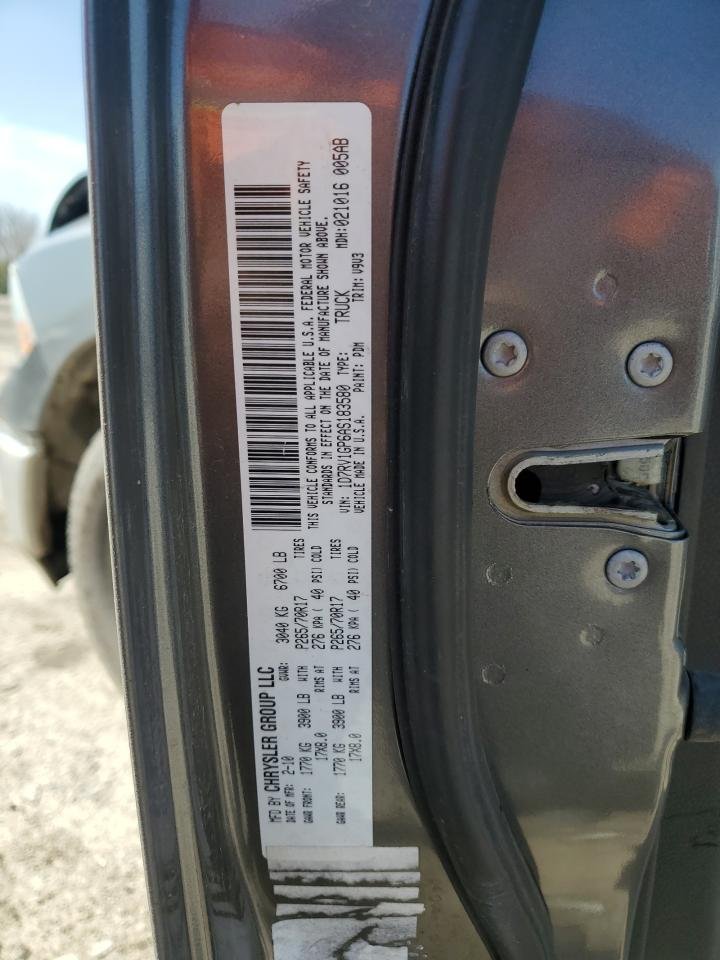 MFD BY CHRYSLER GROUP LLC
DATE OF MFR: 2-10 GVWR: 3040 KG 6700 LB
GAWR FRONT: 1770 KG 3900 LB WITH P265/70R17 TIRES
17X8.0 RIMS AT 276 KPA ( 40 PSI) COLD
GAWR REAR: 1770 KG 3900 LB WITH P265/70R17 TIRES
17X8.0 RIMS AT 276 KPA ( 40 PSI) COLD
THIS VEHICLE CONFORMS TO ALL APPLICABLE U.S.A. FEDERAL MOTOR VEHICLE SAFETY
STANDARDS IN EFFECT ON THE DATE OF MANUFACTURE SHOWN ABOVE.
VIN: 1D7RV1GP6AS183580 TYPE: TRUCK MDH:021016 005AB
VEHICLE MADE IN U.S.A. PAINT: PDM TRIM: V9V3